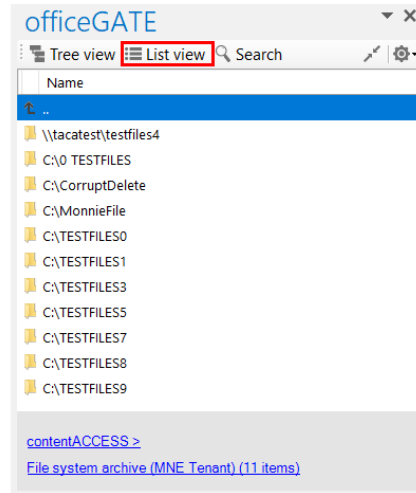 officeGATE
Tree view List view Search
Name
..
\\tacatest\testfiles4
C:\0 TESTFILES
C:\CorruptDelete
C:\MonnieFile
C:\TESTFILES0
C:\TESTFILES1
C:\TESTFILES3
C:\TESTFILES5
C:\TESTFILES7
C:\TESTFILES8
C:\TESTFILES9
contentACCESS >
File system archive (MNE Tenant) (11 items)